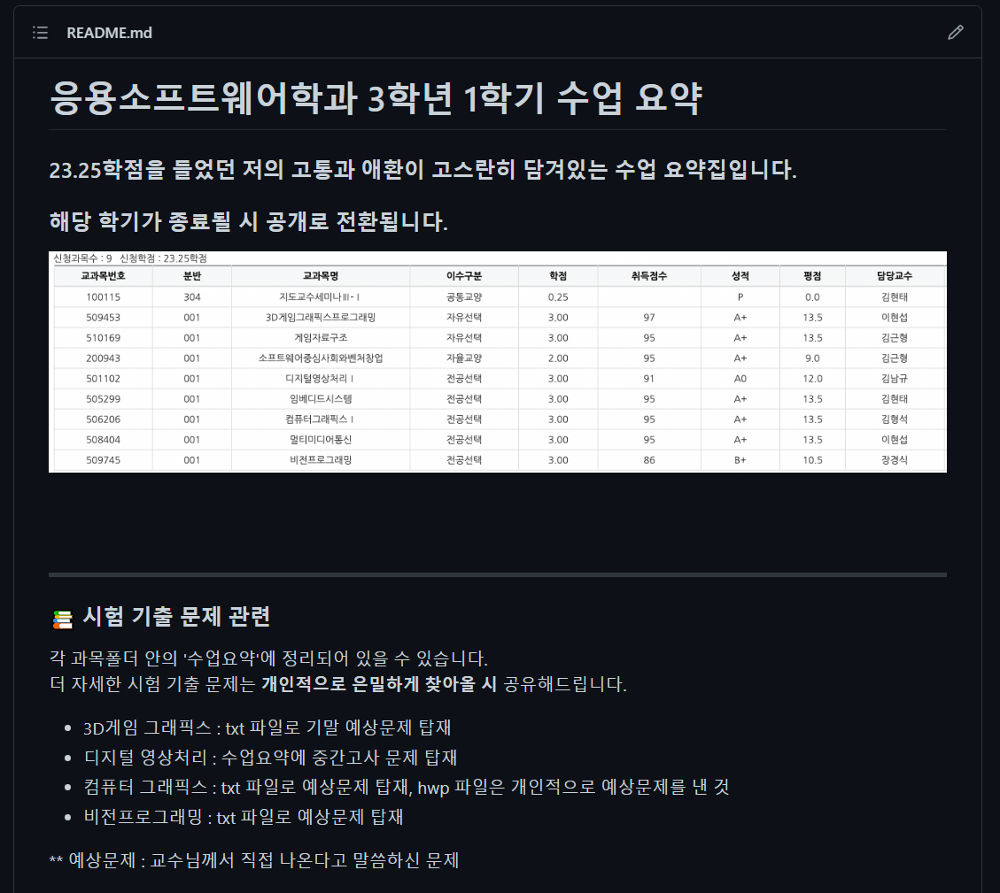 README.md
응용소프트웨어학과 3학년 1학기 수업 요약
23.25학점을 들었던 저의 고통과 애환이 고스란히 담겨있는 수업 요약집입니다.
해당 학기가 종료될 시 공개로 전환됩니다.
신청과목수 : 9 신청학점 : 23.25학점
교과목번호 분반 교과목명 이수구분 학점 취득점수 성적 평점 담당교수
100115 304 지도교수세미나Ⅲ-Ⅰ 공통교양 0.25 P 0.0 김현태
509453 001 3D게임그래픽스프로그래밍 자유선택 3.00 97 A+ 13.5 이현섭
510169 001 게임자료구조 자유선택 3.00 95 A+ 13.5 김근형
200943 001 소프트웨어중심사회와벤처창업 자율교양 2.00 95 A+ 9.0 김근형
501102 001 디지털영상처리Ⅰ 전공선택 3.00 91 A0 12.0 김남규
505299 001 임베디드시스템 전공선택 3.00 95 A+ 13.5 김현태
506206 001 컴퓨터그래픽스Ⅰ 전공선택 3.00 95 A+ 13.5 김형석
508404 001 멀티미디어통신 전공선택 3.00 95 A+ 13.5 이현섭
509745 001 비전프로그래밍 전공선택 3.00 86 B+ 10.5 장경식
📚 시험 기출 문제 관련
각 과목폴더 안의 '수업요약'에 정리되어 있을 수 있습니다.
더 자세한 시험 기출 문제는 개인적으로 은밀하게 찾아올 시 공유해드립니다.
• 3D게임 그래픽스 : txt 파일로 기말 예상문제 탑재
• 디지털 영상처리 : 수업요약에 중간고사 문제 탑재
• 컴퓨터 그래픽스 : txt 파일로 예상문제 탑재, hwp 파일은 개인적으로 예상문제를 낸 것
• 비전프로그래밍 : txt 파일로 예상문제 탑재
** 예상문제 : 교수님께서 직접 나온다고 말씀하신 문제